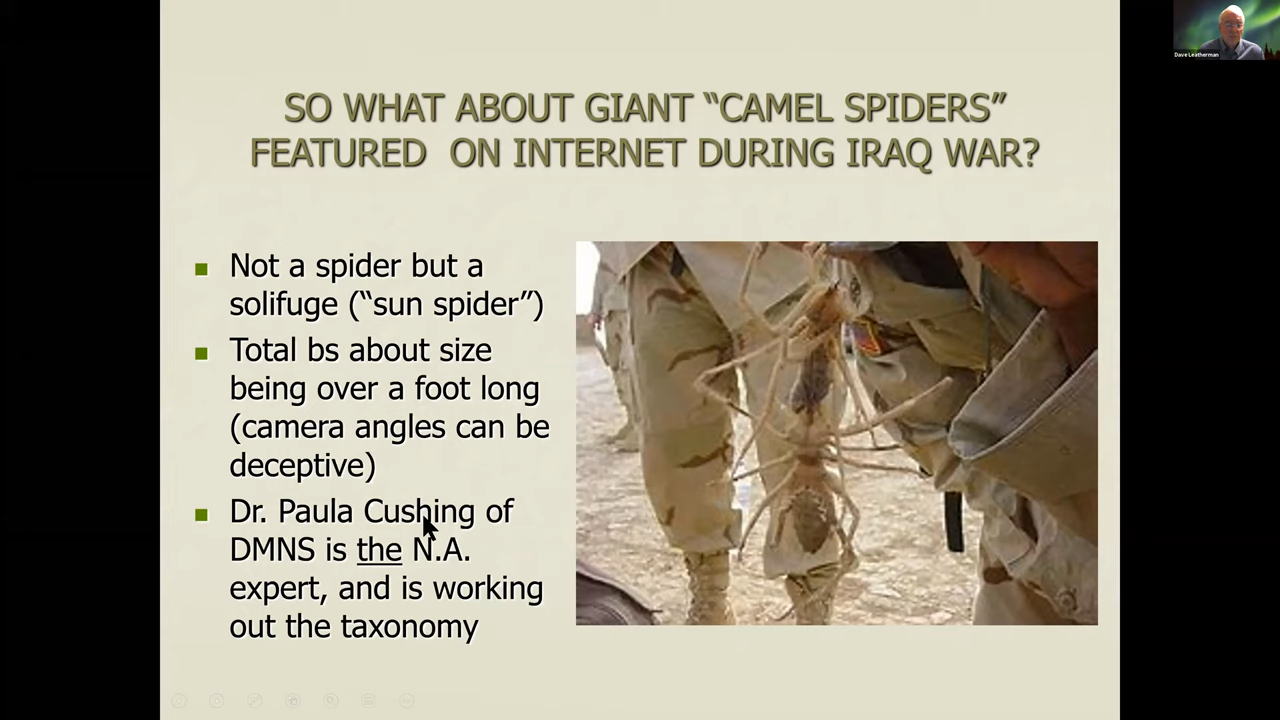 Dave Leatherman
SO WHAT ABOUT GIANT “CAMEL SPIDERS”
FEATURED ON INTERNET DURING IRAQ WAR?
Not a spider but a
solifuge (“sun spider”)
Total bs about size
being over a foot long
(camera angles can be
deceptive)
Dr. Paula Cushing of
DMNS is the N.A.
expert, and is working
out the taxonomy